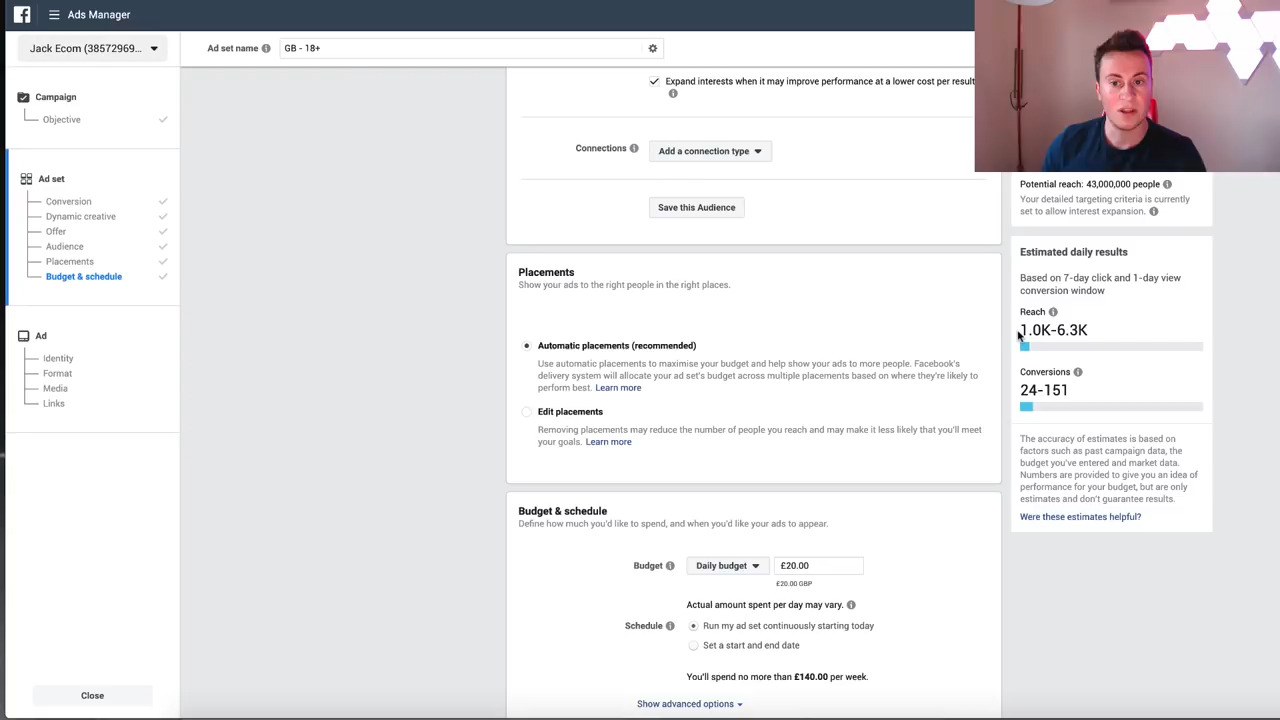 Ads Manager
Jack Ecom (38572969...
Ad set name
GB - 18+
Campaign
Objective
Ad set
Conversion
Dynamic creative
Offer
Audience
Placements
Budget & schedule
Ad
Identity
Format
Media
Links
Close
Expand interests when it may improve performance at a lower cost per result
Connections
Add a connection type
Save this Audience
Placements
Show your ads to the right people in the right places.
Automatic placements (recommended)
Use automatic placements to maximise your budget and help show your ads to more people. Facebook's
delivery system will allocate your ad set's budget across multiple placements based on where they're likely to
perform best. Learn more
Edit placements
Removing placements may reduce the number of people you reach and may make it less likely that you'll meet
your goals. Learn more
Budget & schedule
Define how much you'd like to spend, and when you'd like your ads to appear.
Budget
Daily budget
£20.00
£20.00 GBP
Actual amount spent per day may vary.
Schedule
Run my ad set continuously starting today
Set a start and end date
You'll spend no more than £140.00 per week.
Show advanced options
Potential reach: 43,000,000 people
Your detailed targeting criteria is currently
set to allow interest expansion.
Estimated daily results
Based on 7-day click and 1-day view
conversion window
Reach
1.0K-6.3K
Conversions
24-151
The accuracy of estimates is based on
factors such as past campaign data, the
budget you've entered and market data.
Numbers are provided to give you an idea of
performance for your budget, but are only
estimates and don't guarantee results.
Were these estimates helpful?